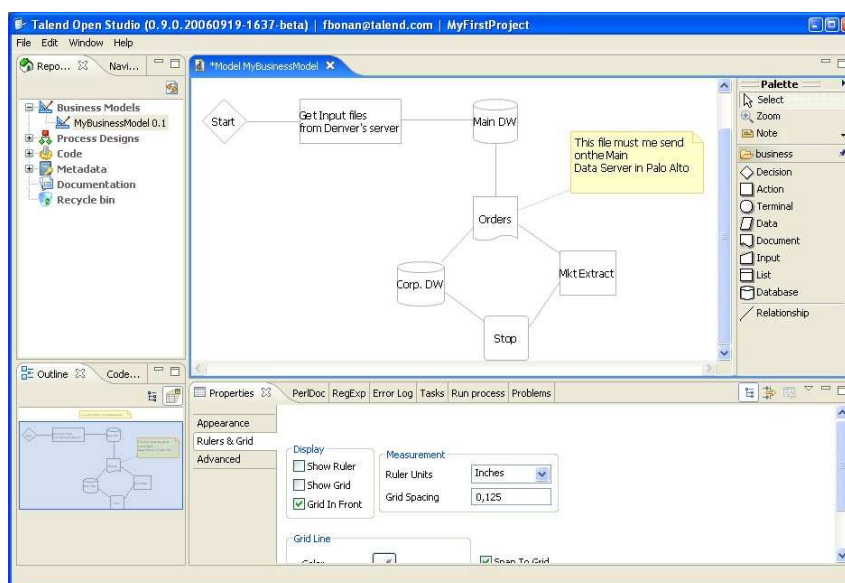 Talend Open Studio (0.9.0.20060919-1637-beta) | fbonan@talend.com | MyFirstProject
File Edit Window Help
Repo... Navi...
Business Models
MyBusinessModel 0.1
Process Designs
Code
Metadata
Documentation
Recycle bin
*Model MyBusinessModel
Start
Get Input files
from Denver's server
Main DW
This file must me send
onthe Main
Data Server in Palo Alto
Orders
Corp. DW
Mkt Extract
Stop
Palette
Select
Zoom
Note
business
Decision
Action
Terminal
Data
Document
Input
List
Database
Relationship
Outline Code...
Properties PerlDoc RegExp Error Log Tasks Run process Problems
Appearance
Rulers & Grid
Advanced
Display
Show Ruler
Show Grid
Grid In Front
Measurement
Ruler Units Inches
Grid Spacing 0,125
Grid Line
Color
Snap To Grid